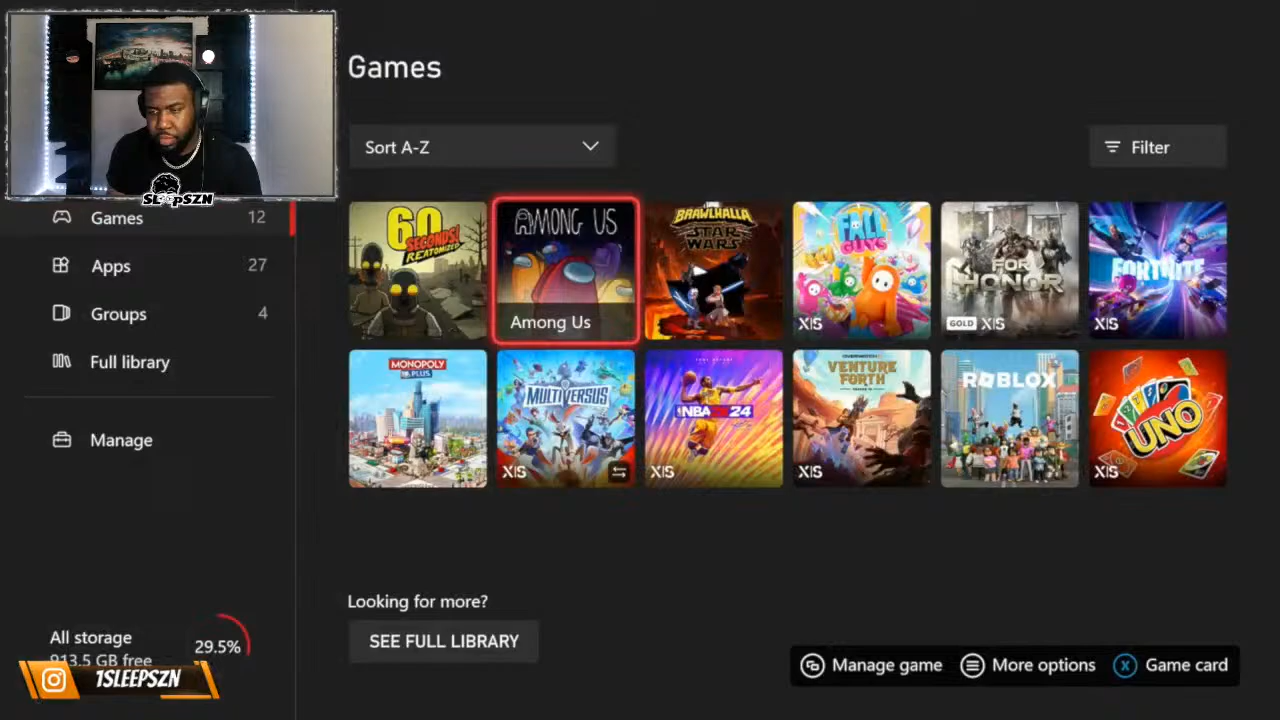 SLEEPSZN
Games
Sort A-Z
Filter
Games 12
Apps 27
Groups 4
Full library
Manage
60
SECONDS!
REATOMIZED
AMONG US
Among Us
BRAWLHALLA
STAR
WARS
FALL
GUYS
X|S
FOR
HONOR
GOLD X|S
FORTNITE
X|S
MONOPOLY
PLUS
MULTIVERSUS
X|S
NBA 2K24
X|S
VENTURE
FORTH
X|S
ROBLOX
UNO
X|S
Looking for more?
SEE FULL LIBRARY
All storage
913.5 GB free
29.5%
1SLEEPSZN
Manage game
More options
X Game card